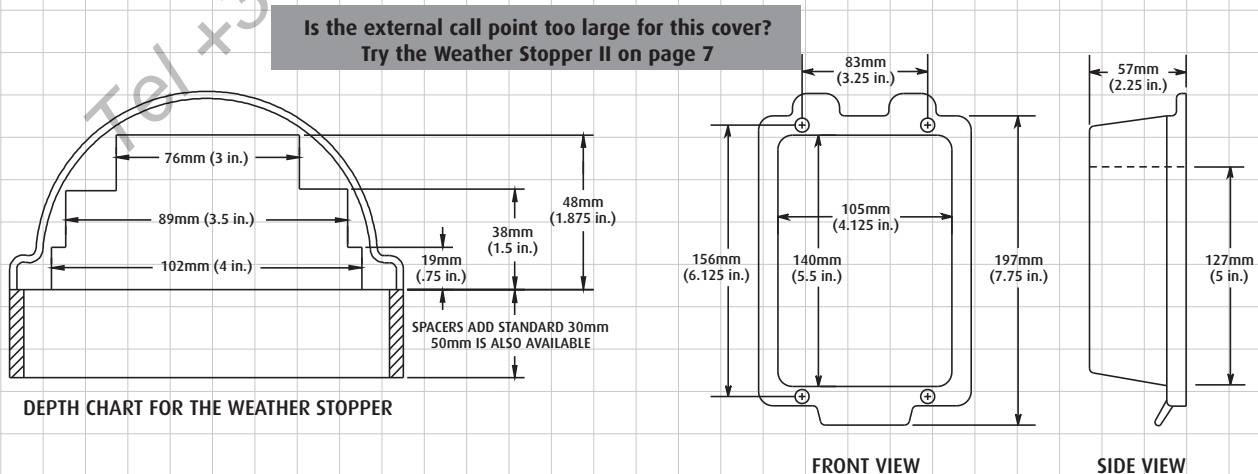 Is the external call point too large for this cover?
Try the Weather Stopper II on page 7
Tel +3
76mm (3 in.)
89mm (3.5 in.)
102mm (4 in.)
19mm
(.75 in.)
38mm
(1.5 in.)
48mm
(1.875 in.)
SPACERS ADD STANDARD 30mm
50mm IS ALSO AVAILABLE
DEPTH CHART FOR THE WEATHER STOPPER
83mm
(3.25 in.)
105mm
(4.125 in.)
156mm
(6.125 in.)
140mm
(5.5 in.)
197mm
(7.75 in.)
FRONT VIEW
57mm
(2.25 in.)
127mm
(5 in.)
SIDE VIEW